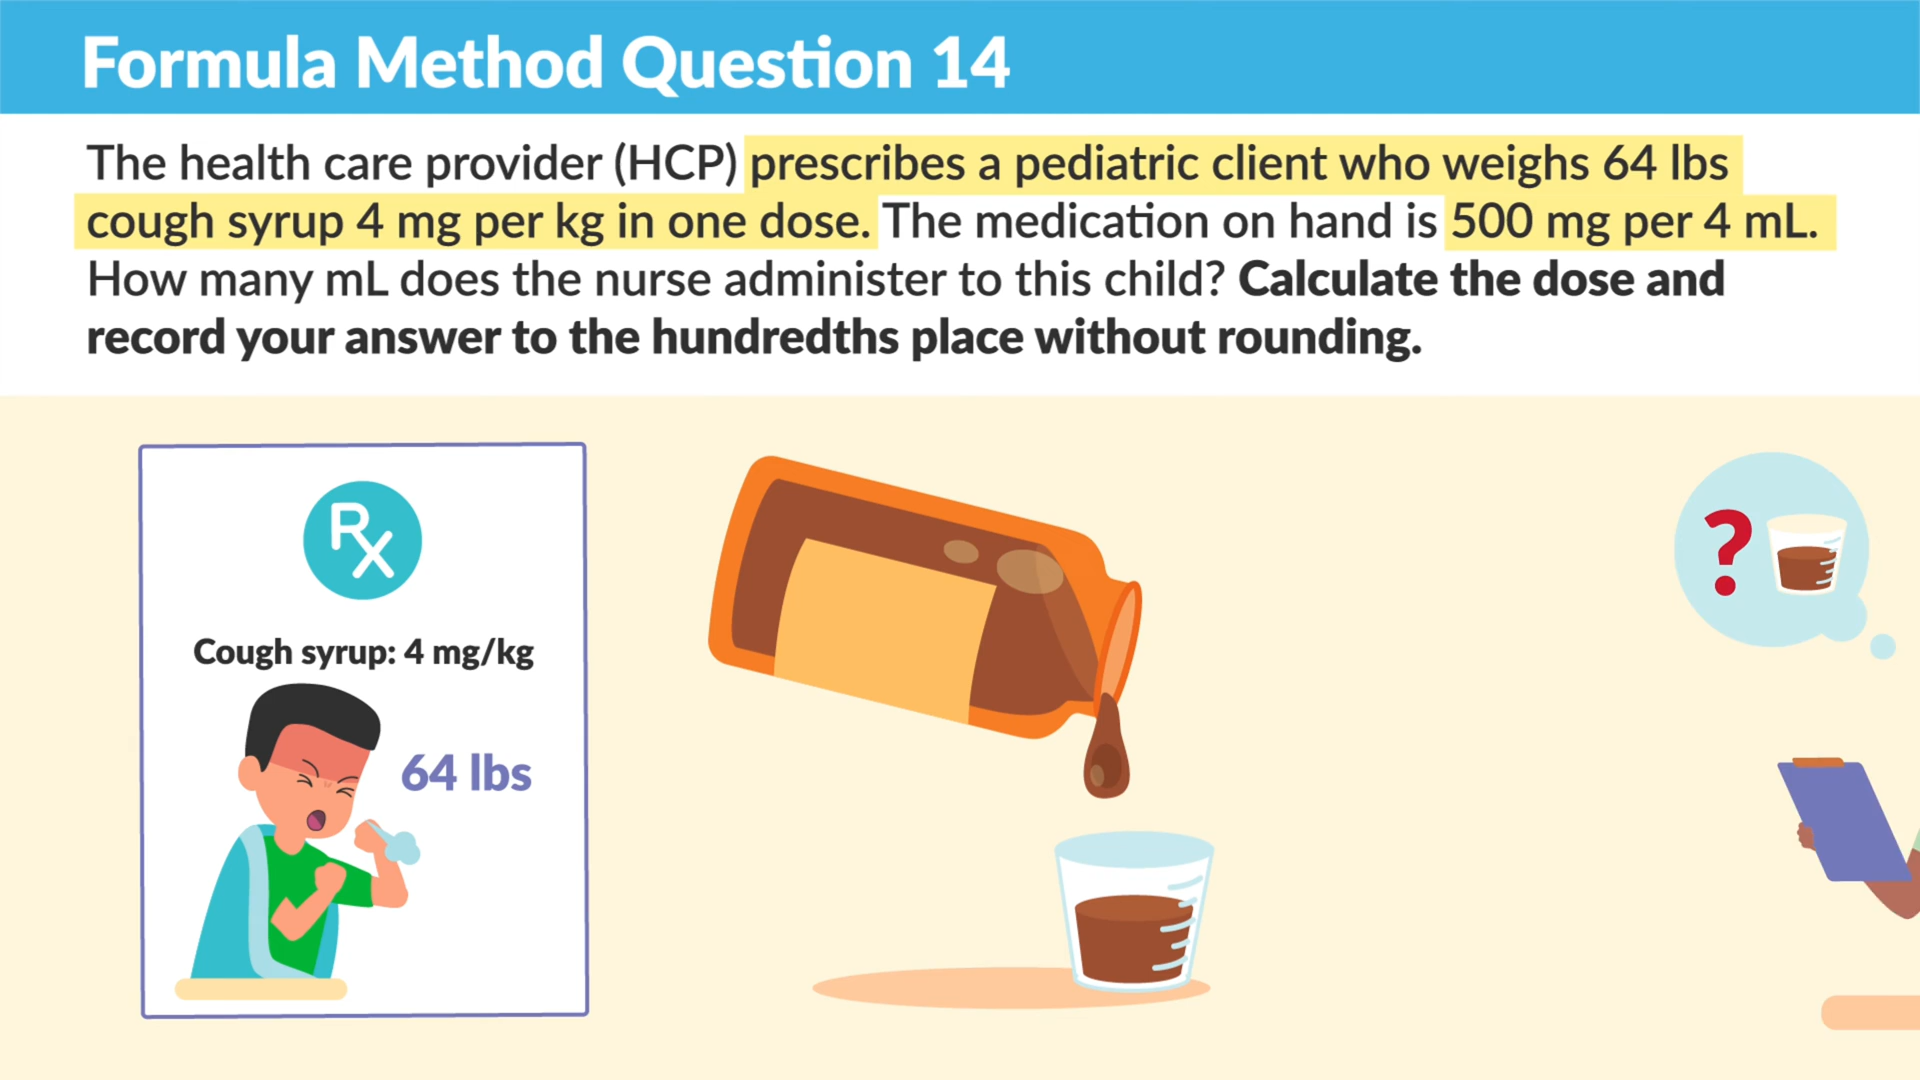 Formula Method Question 14
The health care provider (HCP) prescribes a pediatric client who weighs 64 lbs
cough syrup 4 mg per kg in one dose. The medication on hand is 500 mg per 4 mL.
How many mL does the nurse administer to this child? Calculate the dose and
record your answer to the hundredths place without rounding.
Rx
Cough syrup: 4 mg/kg
64 lbs
?